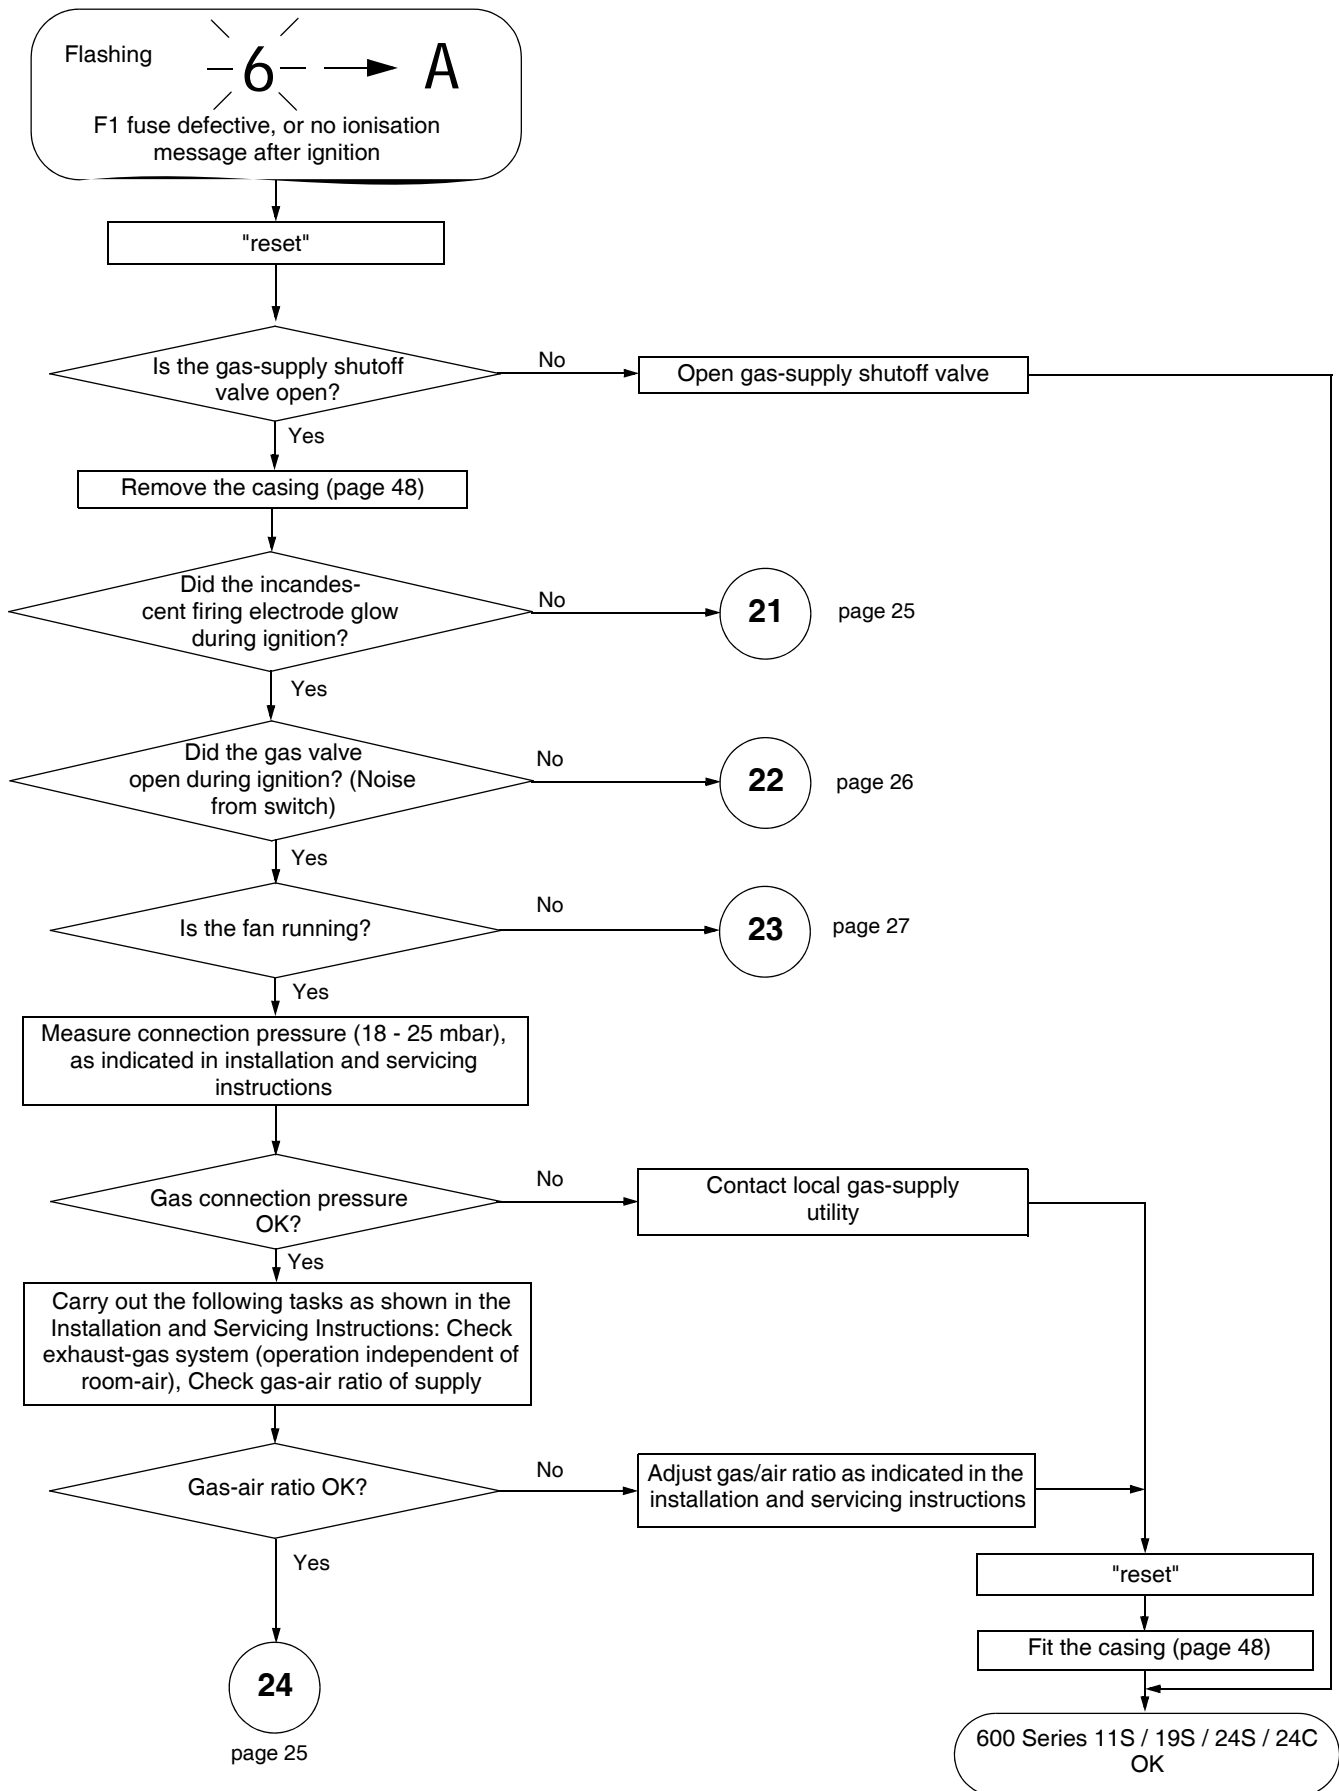 Flashing
6
A
F1 fuse defective, or no ionisation
message after ignition
"reset"
Is the gas-supply shutoff
valve open?
No
Open gas-supply shutoff valve
Yes
Remove the casing (page 48)
Did the incandes-
cent firing electrode glow
during ignition?
No
21
page 25
Yes
Did the gas valve
open during ignition? (Noise
from switch)
No
22
page 26
Yes
Is the fan running?
No
23
page 27
Yes
Measure connection pressure (18 - 25 mbar),
as indicated in installation and servicing
instructions
Gas connection pressure
OK?
No
Contact local gas-supply
utility
Yes
Carry out the following tasks as shown in the
Installation and Servicing Instructions: Check
exhaust-gas system (operation independent of
room-air), Check gas-air ratio of supply
Gas-air ratio OK?
No
Adjust gas/air ratio as indicated in the
installation and servicing instructions
Yes
"reset"
Fit the casing (page 48)
24
page 25
600 Series 11S / 19S / 24S / 24C
OK